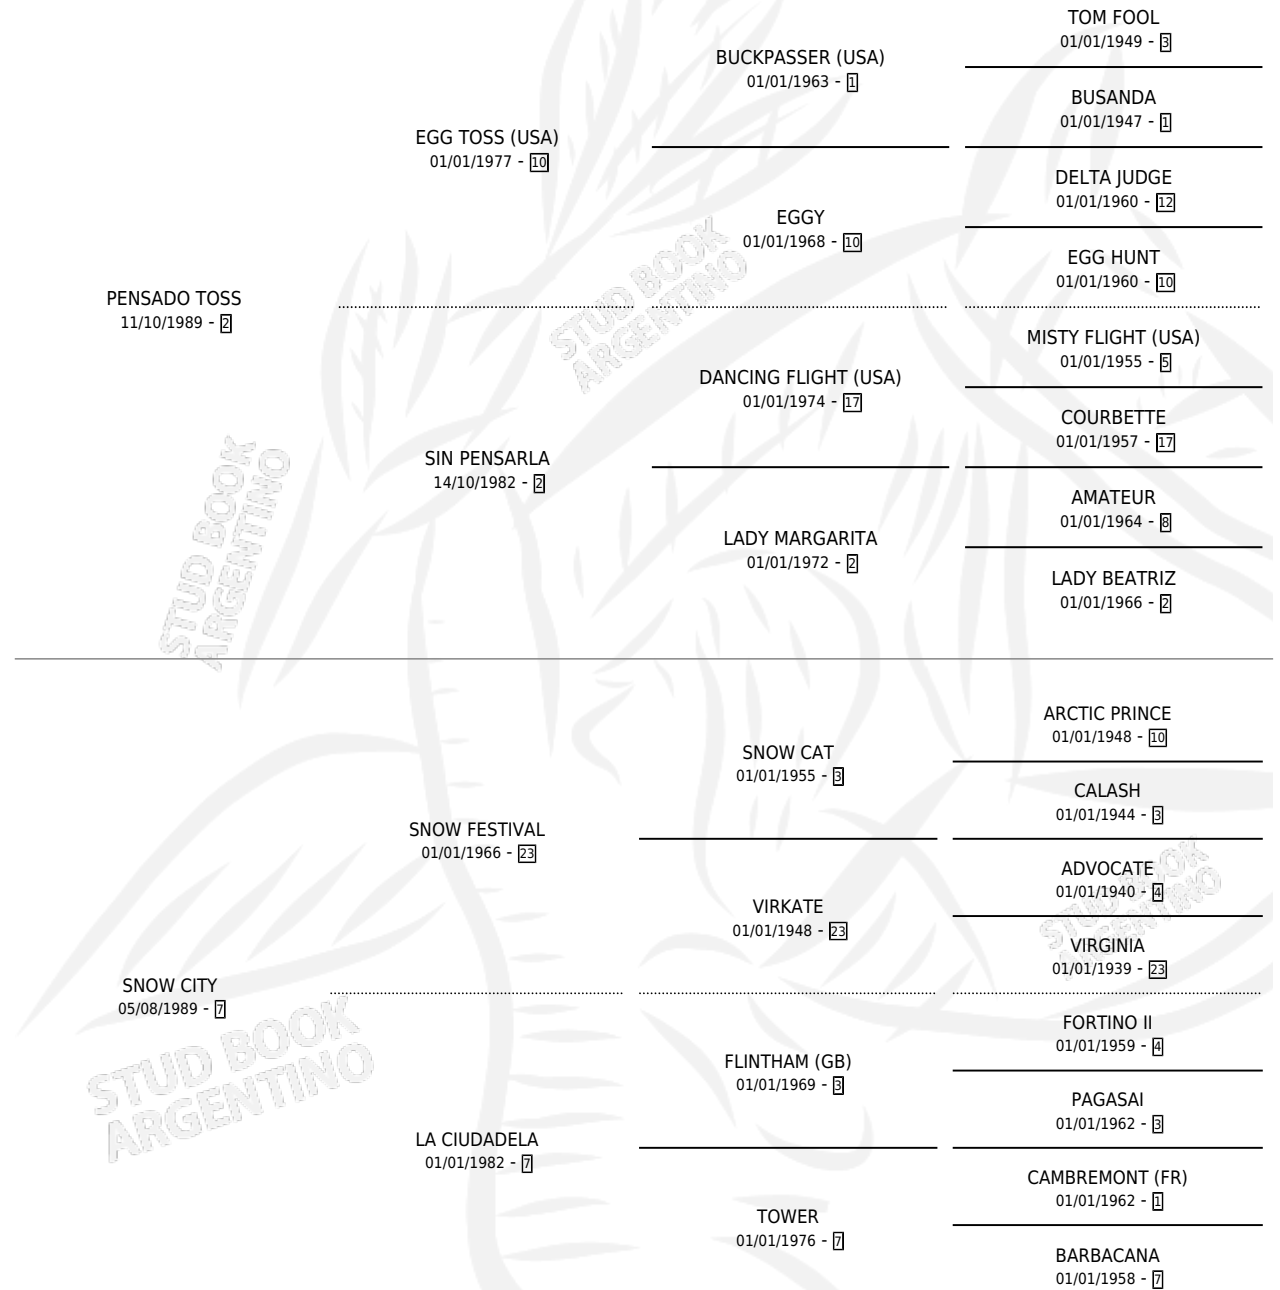 TOM FOOL
01/01/1949 - 3
BUCKPASSER (USA)
01/01/1963 - 1
BUSANDA
01/01/1947 - 1
EGG TOSS (USA)
01/01/1977 - 10
DELTA JUDGE
01/01/1960 - 12
EGGY
01/01/1968 - 10
EGG HUNT
01/01/1960 - 10
PENSADO TOSS
11/10/1989 - 2
MISTY FLIGHT (USA)
01/01/1955 - 5
DANCING FLIGHT (USA)
01/01/1974 - 17
COURBETTE
01/01/1957 - 17
SIN PENSARLA
14/10/1982 - 2
AMATEUR
01/01/1964 - 8
LADY MARGARITA
01/01/1972 - 2
LADY BEATRIZ
01/01/1966 - 2
ARCTIC PRINCE
01/01/1948 - 10
SNOW CAT
01/01/1955 - 3
CALASH
01/01/1944 - 3
SNOW FESTIVAL
01/01/1966 - 23
ADVOCATE
01/01/1940 - 4
VIRKATE
01/01/1948 - 23
VIRGINIA
01/01/1939 - 23
SNOW CITY
05/08/1989 - 7
FORTINO II
01/01/1959 - 4
FLINTHAM (GB)
01/01/1969 - 3
PAGASAI
01/01/1962 - 3
LA CIUDADELA
01/01/1982 - 7
CAMBREMONT (FR)
01/01/1962 - 1
TOWER
01/01/1976 - 7
BARBACANA
01/01/1958 - 7
STUD BOOK
ARGENTINO
STUD BOOK
ARGENTINO
STUD BOOK
ARGENTINO
STUD BOOK
ARGENTINO